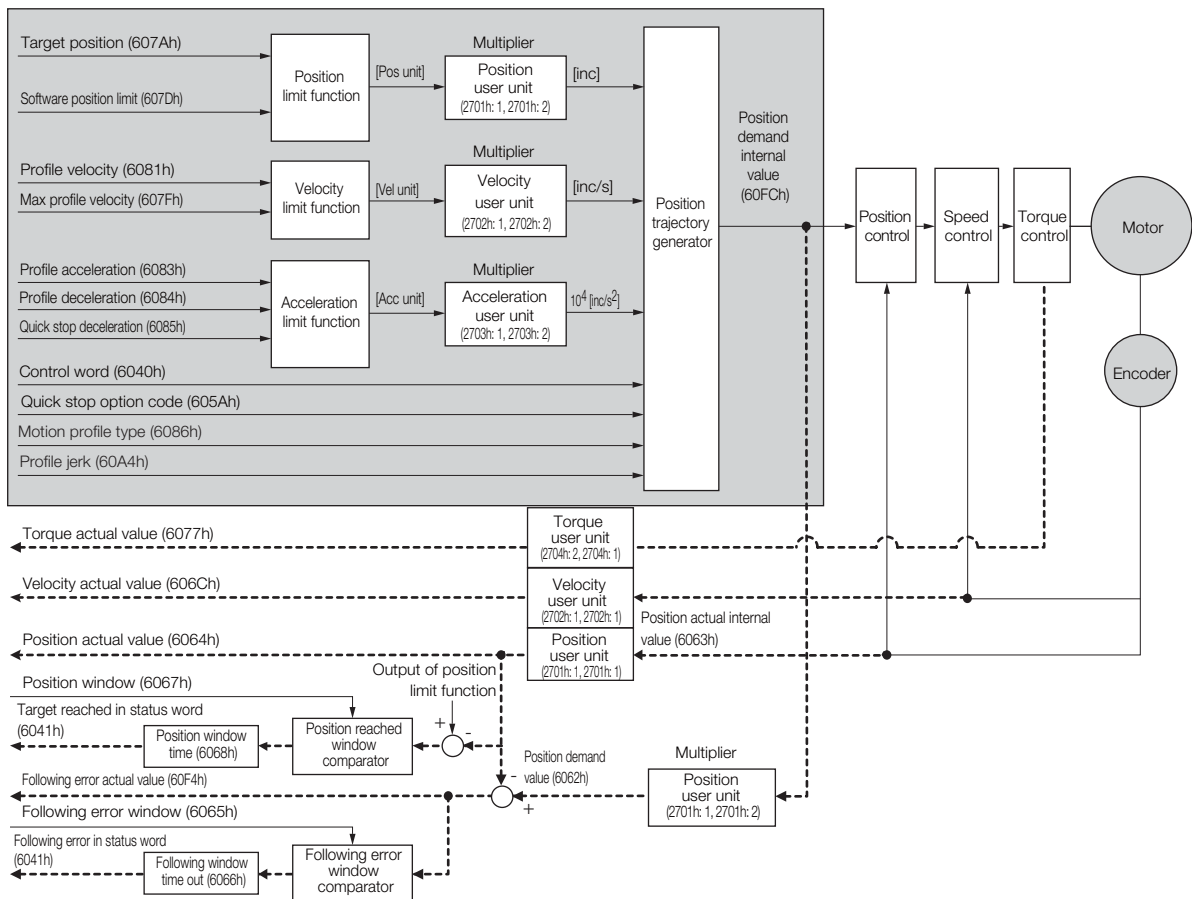 Target position (607Ah)
Software position limit (607Dh)
Position
limit function
[Pos unit]
Multiplier
Position
user unit
(2701h: 1, 2701h: 2)
[inc]
Profile velocity (6081h)
Max profile velocity (607Fh)
Velocity
limit function
[Vel unit]
Multiplier
Velocity
user unit
(2702h: 1, 2702h: 2)
[inc/s]
Profile acceleration (6083h)
Profile deceleration (6084h)
Quick stop deceleration (6085h)
Acceleration
limit function
[Acc unit]
Multiplier
Acceleration
user unit
(2703h: 1, 2703h: 2)
10⁴ [inc/s²]
Control word (6040h)
Quick stop option code (605Ah)
Motion profile type (6086h)
Profile jerk (60A4h)
Position
trajectory
generator
Position
demand
internal
value
(60FCh)
Position
control
Speed
control
Torque
control
Motor
Encoder
Torque actual value (6077h)
Torque
user unit
(2704h: 2, 2704h: 1)
Velocity actual value (606Ch)
Velocity
user unit
(2702h: 1, 2702h: 1)
Position actual internal
value (6063h)
Position actual value (6064h)
Position
user unit
(2701h: 1, 2701h: 1)
Output of position
limit function
Position window (6067h)
Target reached in status word
(6041h)
Position window
time (6068h)
Position reached
window
comparator
+
-
Position demand
value (6062h)
Multiplier
Position
user unit
(2701h: 1, 2701h: 2)
Following error actual value (60F4h)
-
+
Following error window (6065h)
Following error in status word
(6041h)
Following window
time out (6066h)
Following error
window
comparator